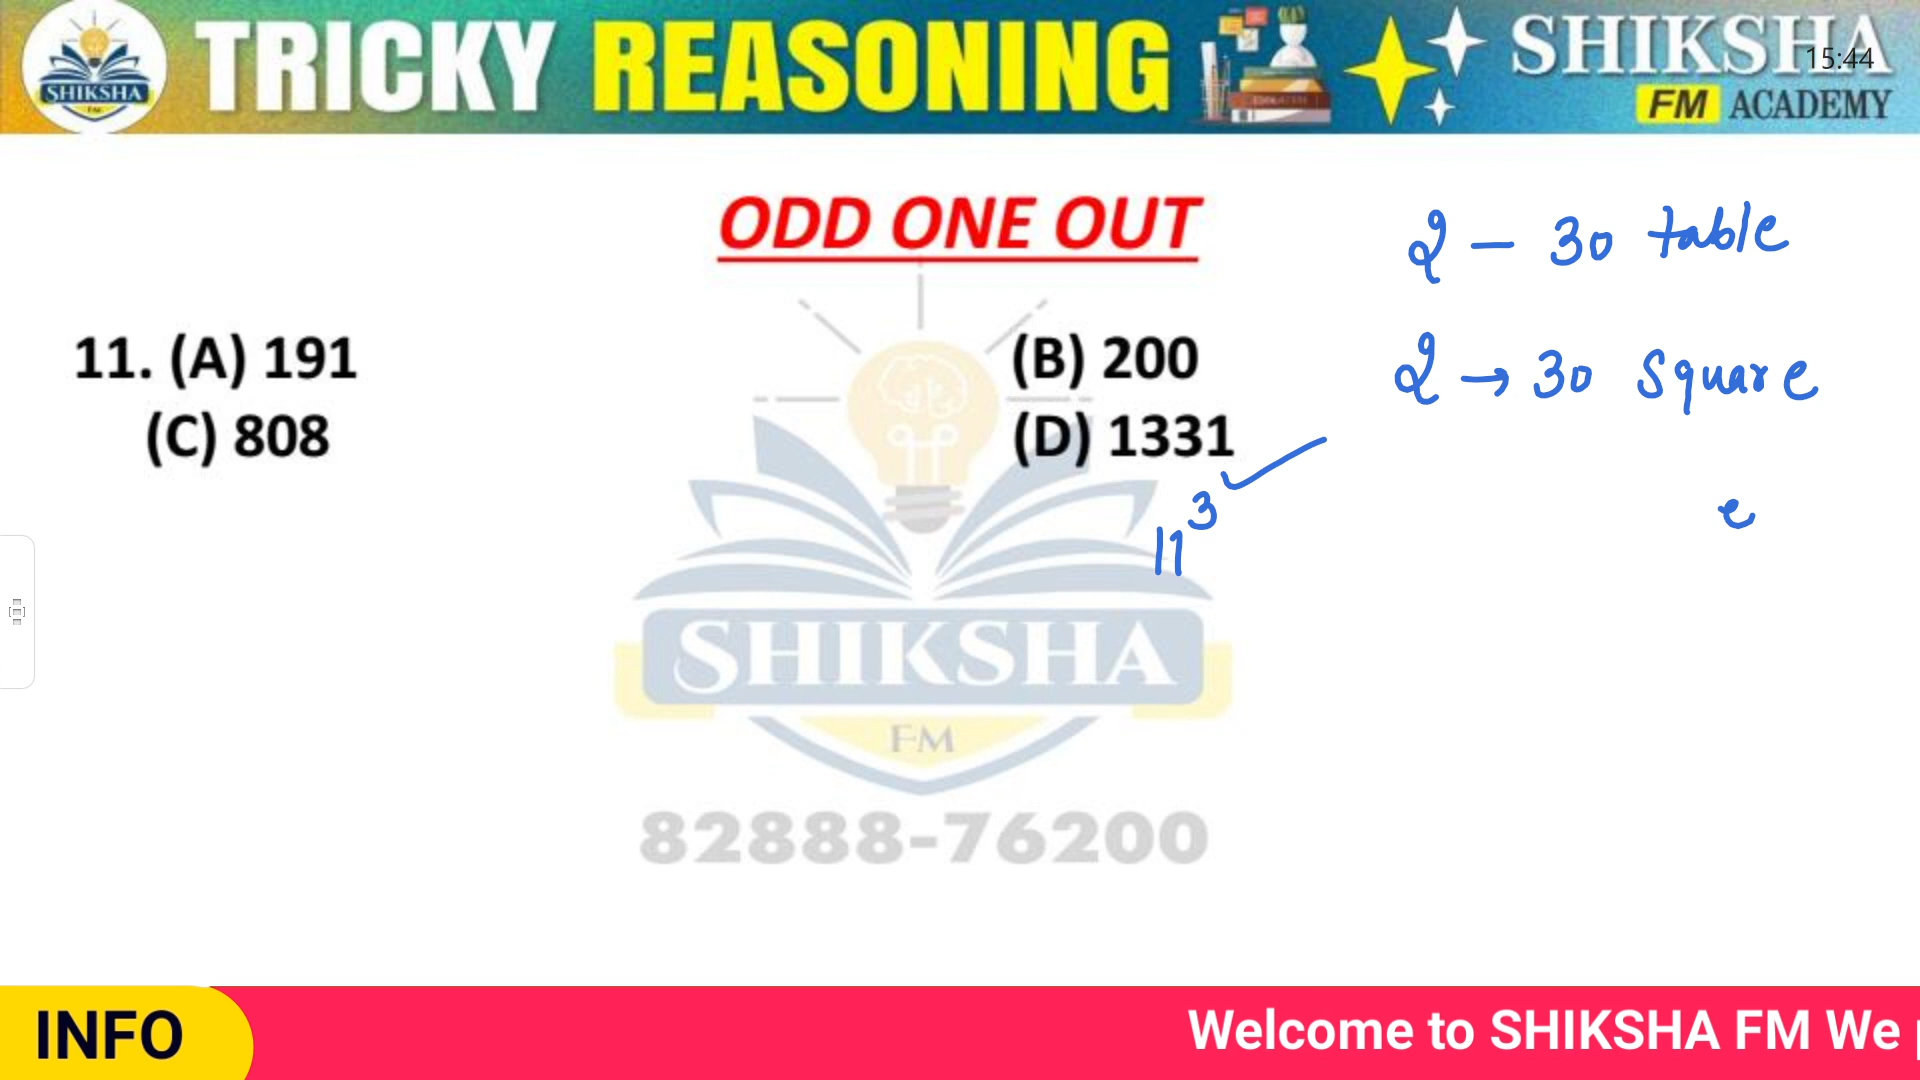 SHIKSHA
FM
TRICKY REASONING
SHIKSHA
15:44
FM ACADEMY
ODD ONE OUT
2 - 30 table
11. (A) 191 (B) 200
2 → 30 Square
(C) 808 (D) 1331
11³
e
SHIKSHA
FM
82888-76200
INFO
Welcome to SHIKSHA FM We